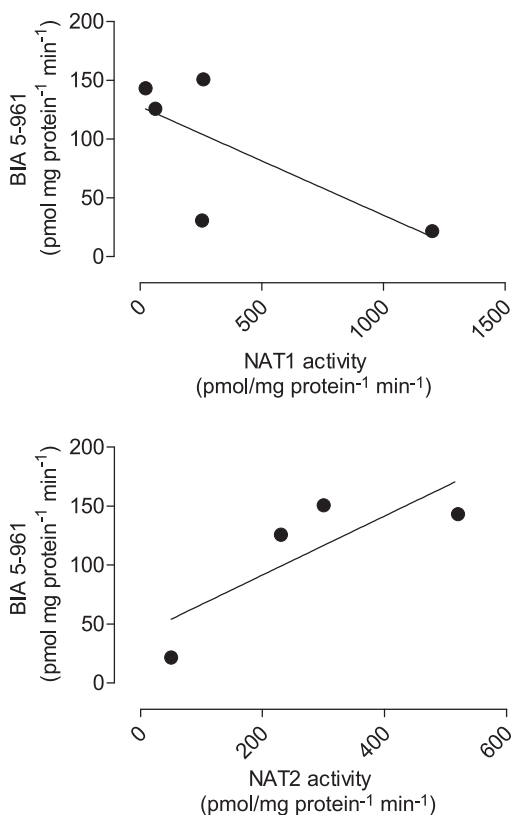 200
150
100
50
0
BIA 5-961
(pmol mg protein⁻¹ min⁻¹)
0
500
1000
1500
NAT1 activity
(pmol/mg protein⁻¹ min⁻¹)
200
150
100
50
0
BIA 5-961
(pmol mg protein⁻¹ min⁻¹)
0
200
400
600
NAT2 activity
(pmol/mg protein⁻¹ min⁻¹)